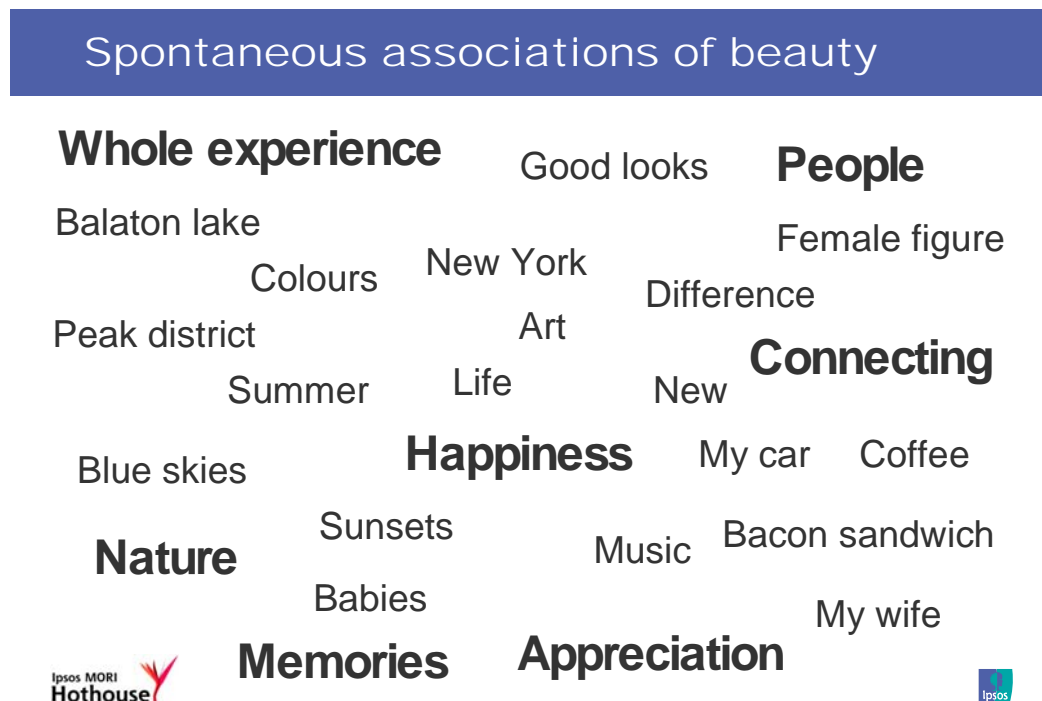 Spontaneous associations of beauty
Whole experience
Good looks
People
Balaton lake
Female figure
New York
Colours
Difference
Art
Peak district
Connecting
Life
Summer
New
Happiness
My car
Coffee
Blue skies
Sunsets
Bacon sandwich
Music
Nature
Babies
My wife
Appreciation
Memories
Ipsos MORI
Hothouse
Ipsos